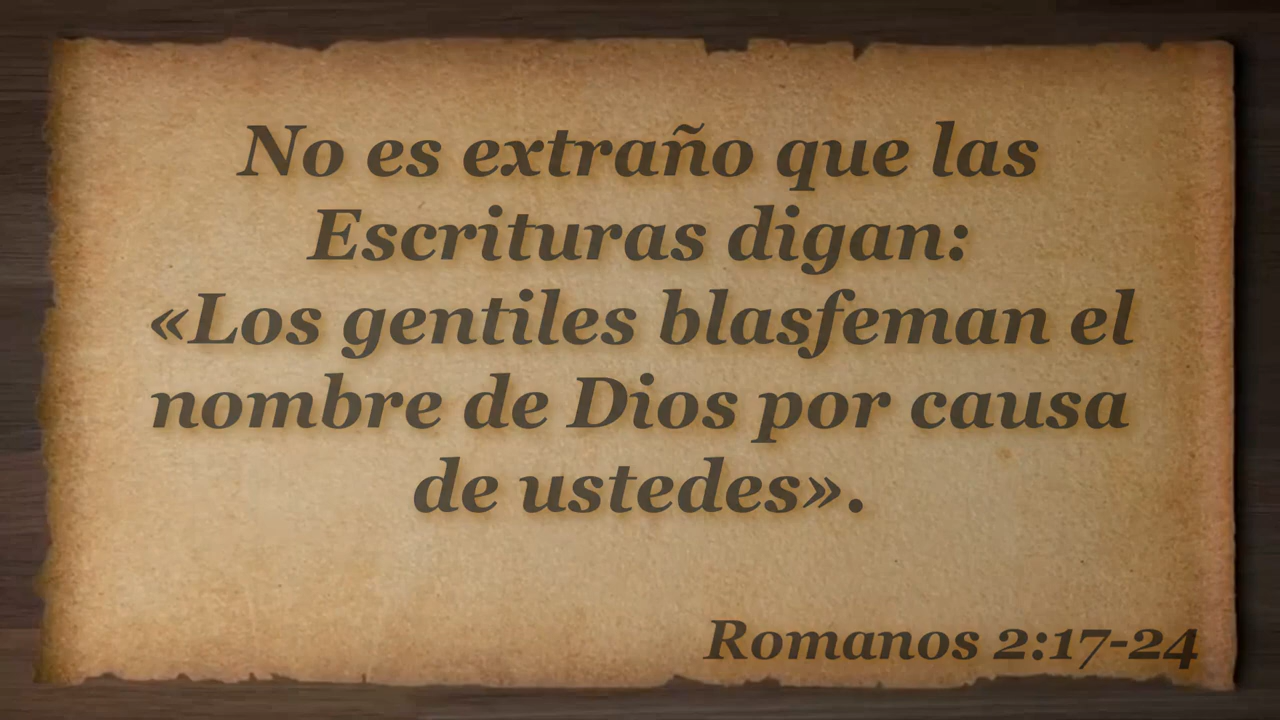 No es extraño que las
Escrituras digan:
«Los gentiles blasfeman el
nombre de Dios por causa
de ustedes».
Romanos 2:17-24